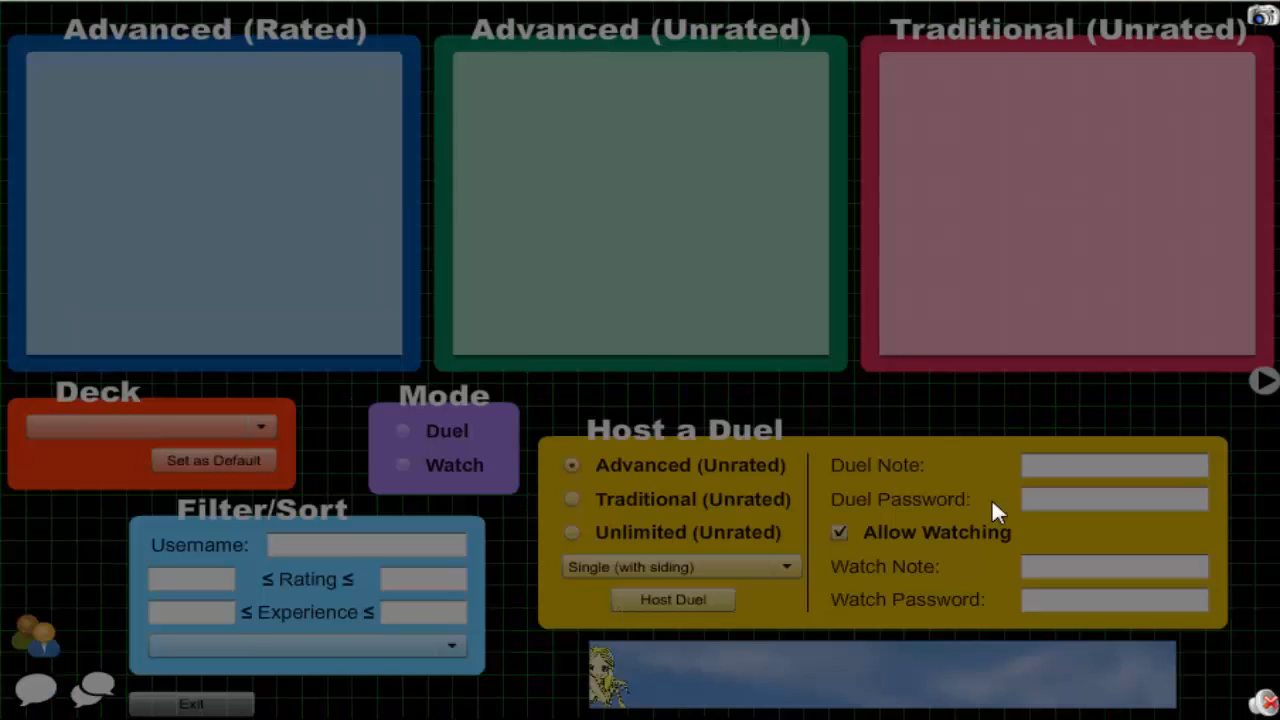 Advanced (Rated)
Advanced (Unrated)
Traditional (Unrated)
Deck
Set as Default
Mode
Duel
Watch
Filter/Sort
Username:
≤ Rating ≤
≤ Experience ≤
Exit
Host a Duel
Advanced (Unrated)
Traditional (Unrated)
Unlimited (Unrated)
Single (with siding)
Host Duel
Duel Note:
Duel Password:
Allow Watching
Watch Note:
Watch Password: